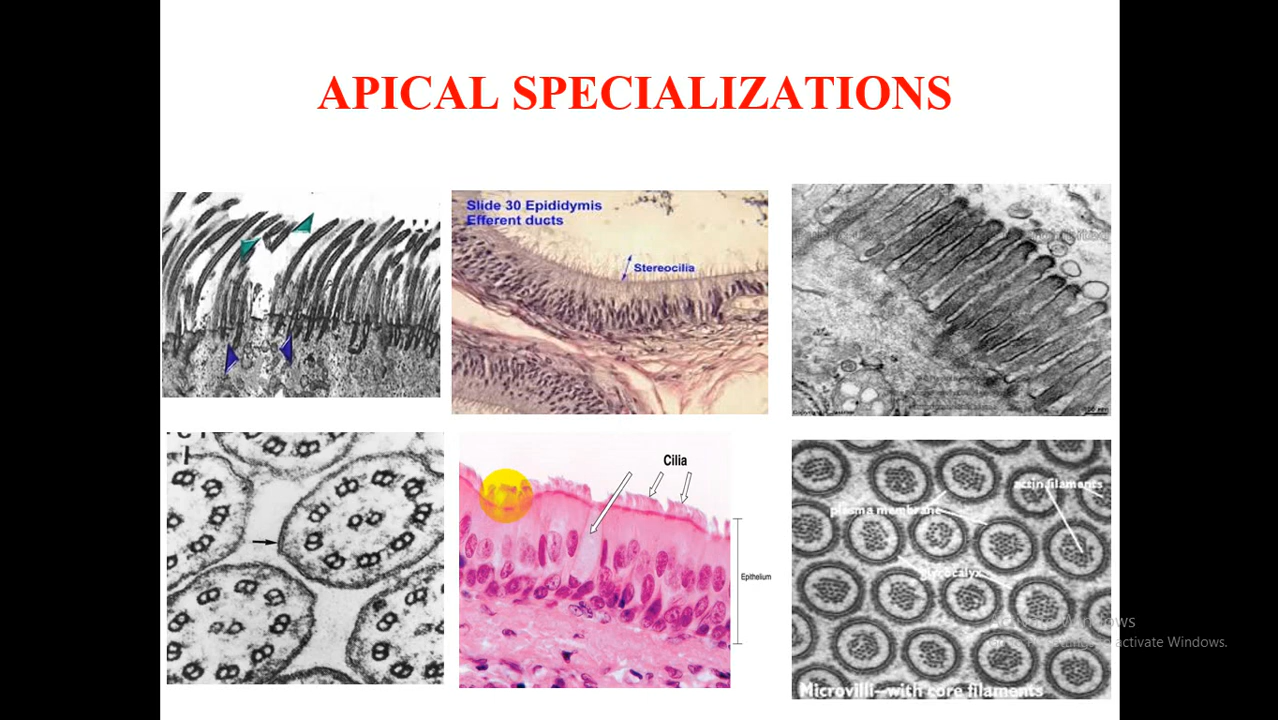 APICAL SPECIALIZATIONS
Slide 30 Epididymis
Efferent ducts
Stereocilia
Cilia
Epithelium
actin filaments
plasma membrane
glycocalyx
Microvilli—with core filaments
activate Windows.